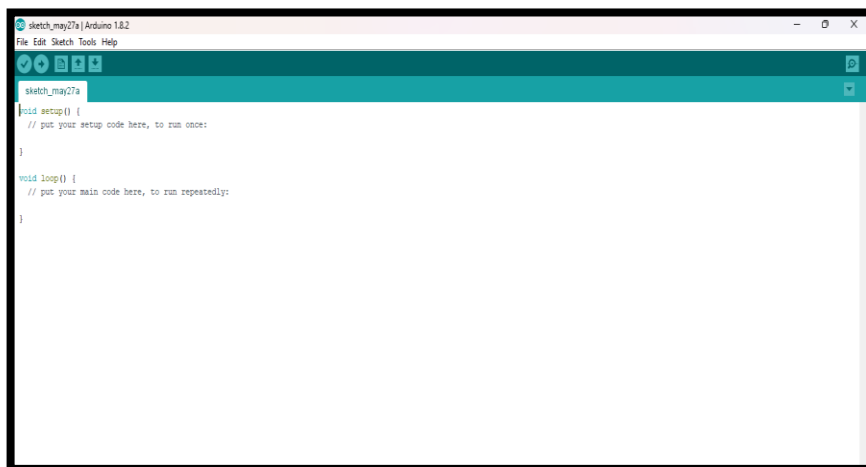 sketch_may27a | Arduino 1.8.2
File Edit Sketch Tools Help
sketch_may27a
void setup() {
// put your setup code here, to run once:
}
void loop() {
// put your main code here, to run repeatedly:
}